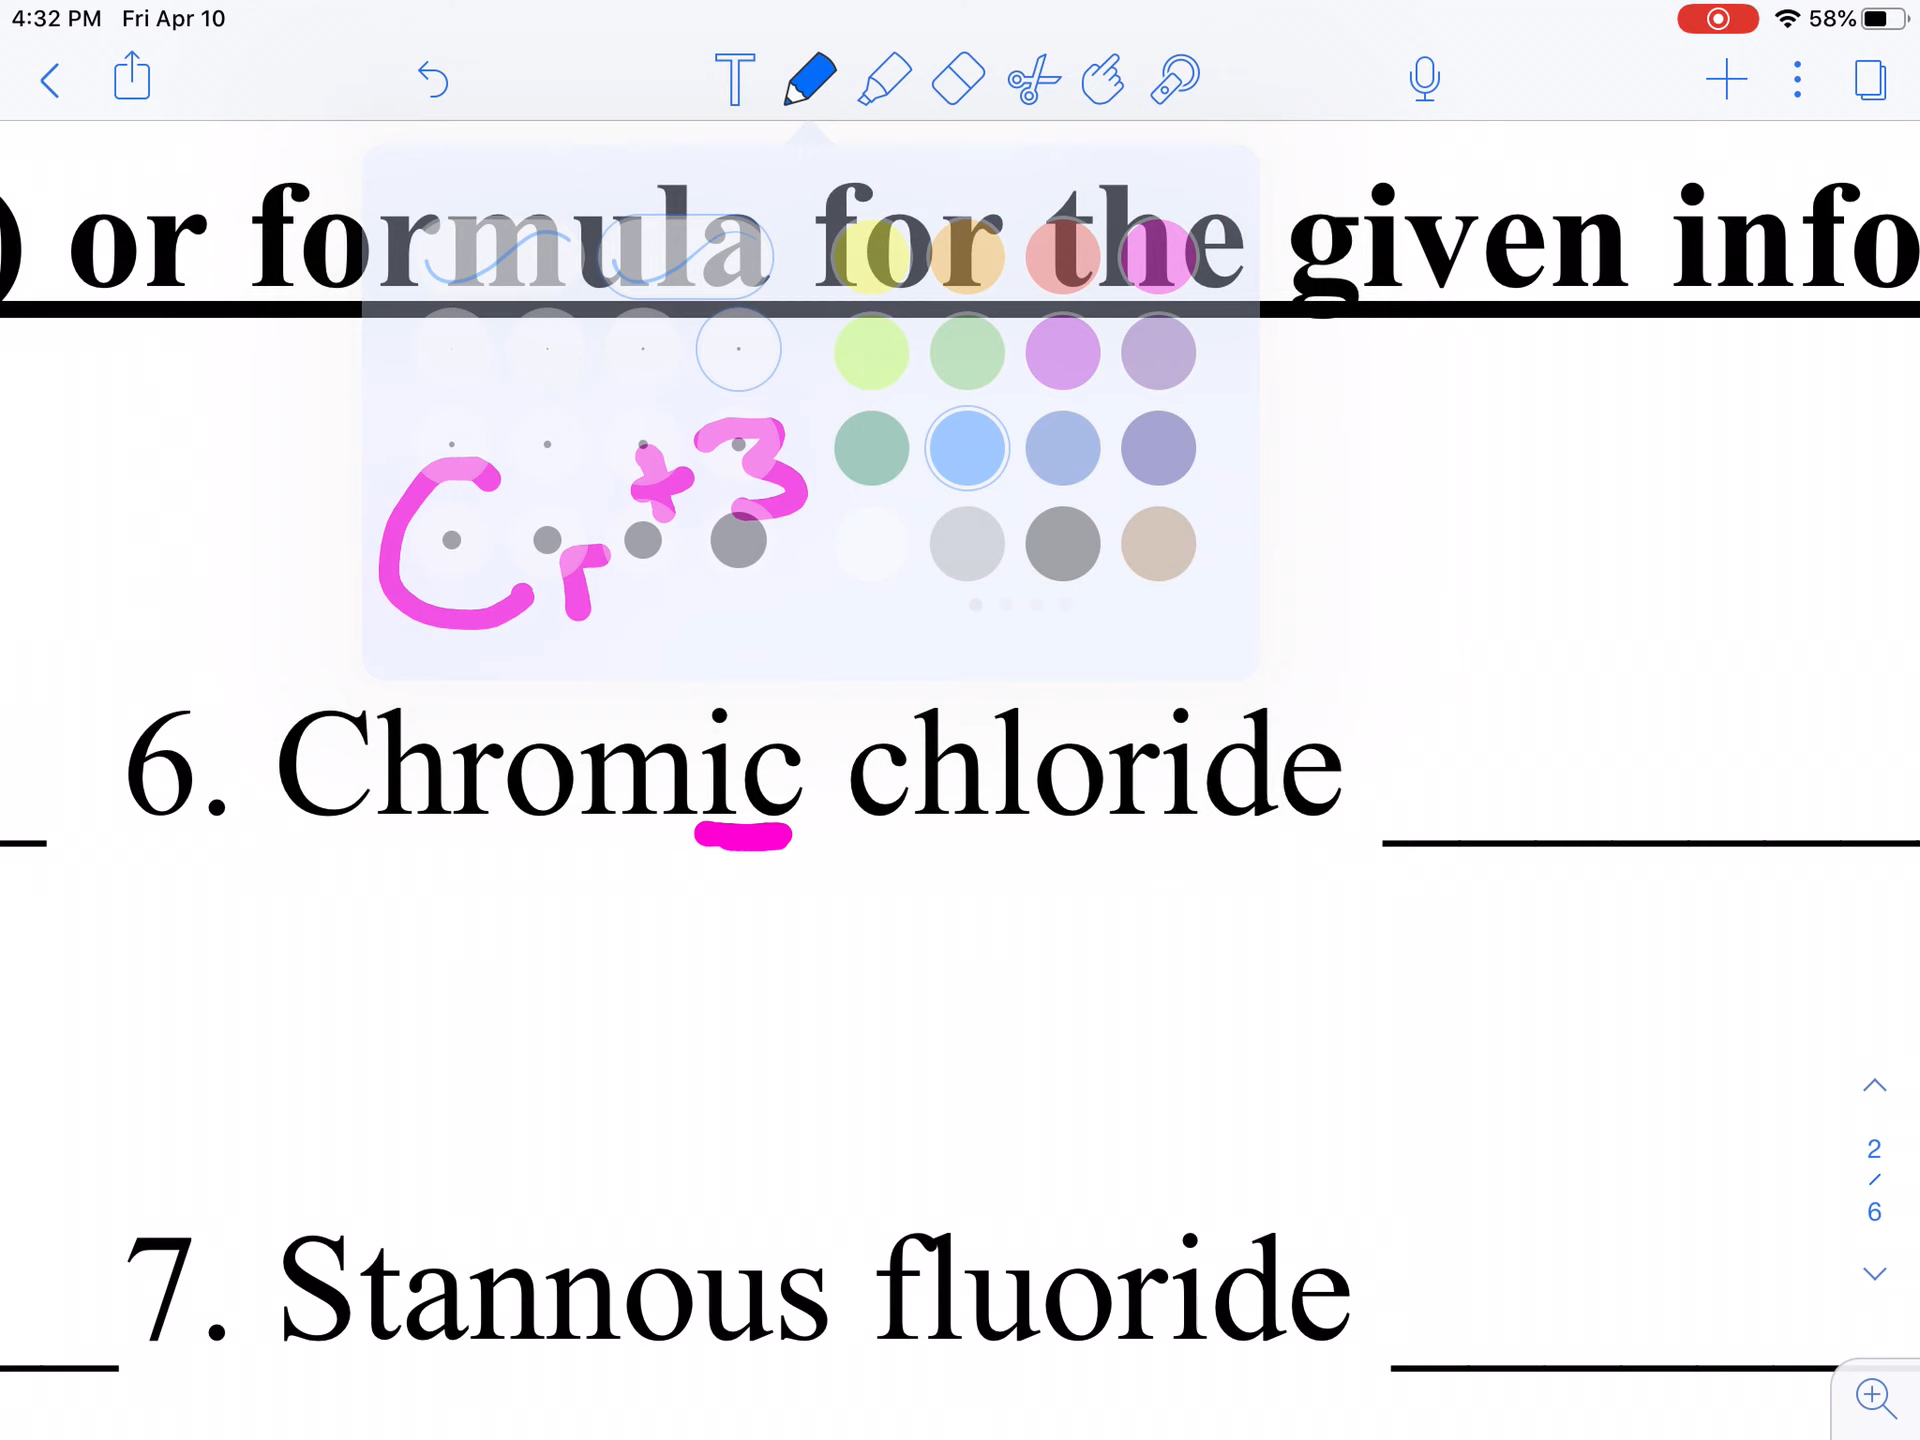 4:32 PM Fri Apr 10 58%
T
) or formula for the given info
Cr +3
6. Chromic chloride
7. Stannous fluoride
2
/
6